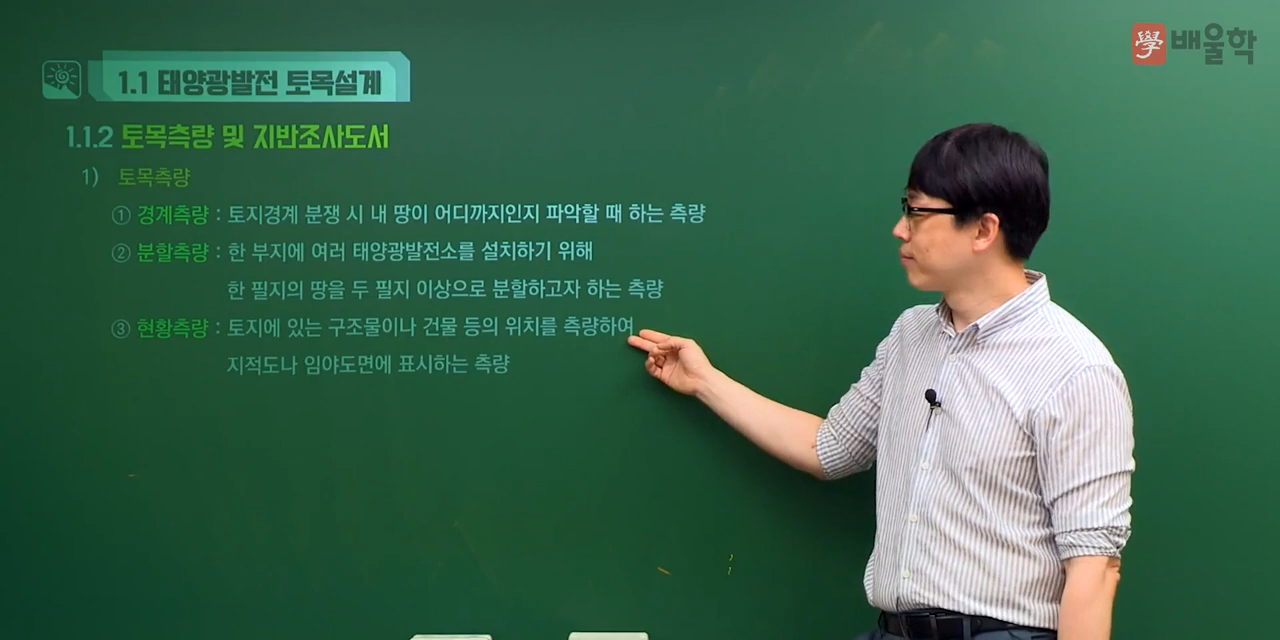 學 배울학
1.1 태양광발전 토목설계
1.1.2 토목측량 및 지반조사도서
1) 토목측량
① 경계측량 : 토지경계 분쟁 시 내 땅이 어디까지인지 파악할 때 하는 측량
② 분할측량 : 한 부지에 여러 태양광발전소를 설치하기 위해
한 필지의 땅을 두 필지 이상으로 분할하고자 하는 측량
③ 현황측량 : 토지에 있는 구조물이나 건물 등의 위치를 측량하여
지적도나 임야도면에 표시하는 측량